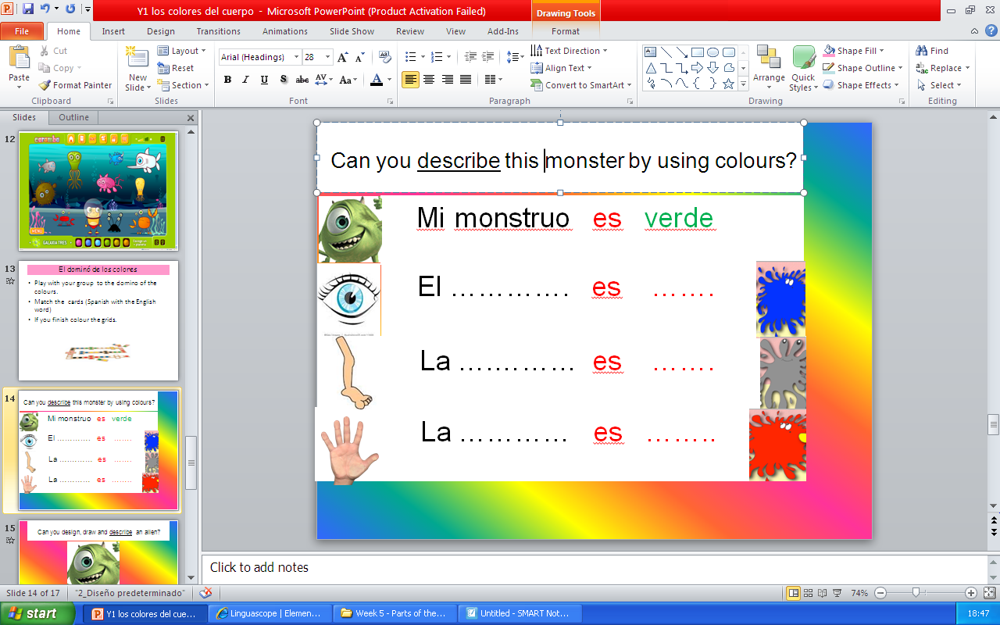 Y1 los colores del cuerpo - Microsoft PowerPoint (Product Activation Failed)
Drawing Tools
File Home Insert Design Transitions Animations Slide Show Review View Add-Ins Format
Paste
Cut
Copy
Format Painter
Clipboard
New Slide
Layout
Reset
Section
Slides
Arial (Headings) 28
B I U S abc AV Aa A
Font
Text Direction
Align Text
Convert to SmartArt
Paragraph
Arrange
Quick Styles
Shape Fill
Shape Outline
Shape Effects
Drawing
Find
Replace
Select
Editing
Slides Outline
12
13
El dominó de los colores
• Play with your group to the domino of the
colours.
• Match the cards (Spanish with the English
word)
• If you finish colour the grids.
14
Can you describe this monster by using colours?
Mi monstruo es verde
El ............ es .......
La ............ es .......
La ............ es ........
15
Can you design, draw and describe an alien?
Can you describe this monster by using colours?
Mi monstruo es verde
El ………….. es …….
La ………….. es …….
La …………. es ……..
Click to add notes
Slide 14 of 17 "2_Diseño predeterminado" 74%
start
Y1 los colores del cue...
Linguascope | Elemen...
Week 5 - Parts of the...
Untitled - SMART Not...
18:47